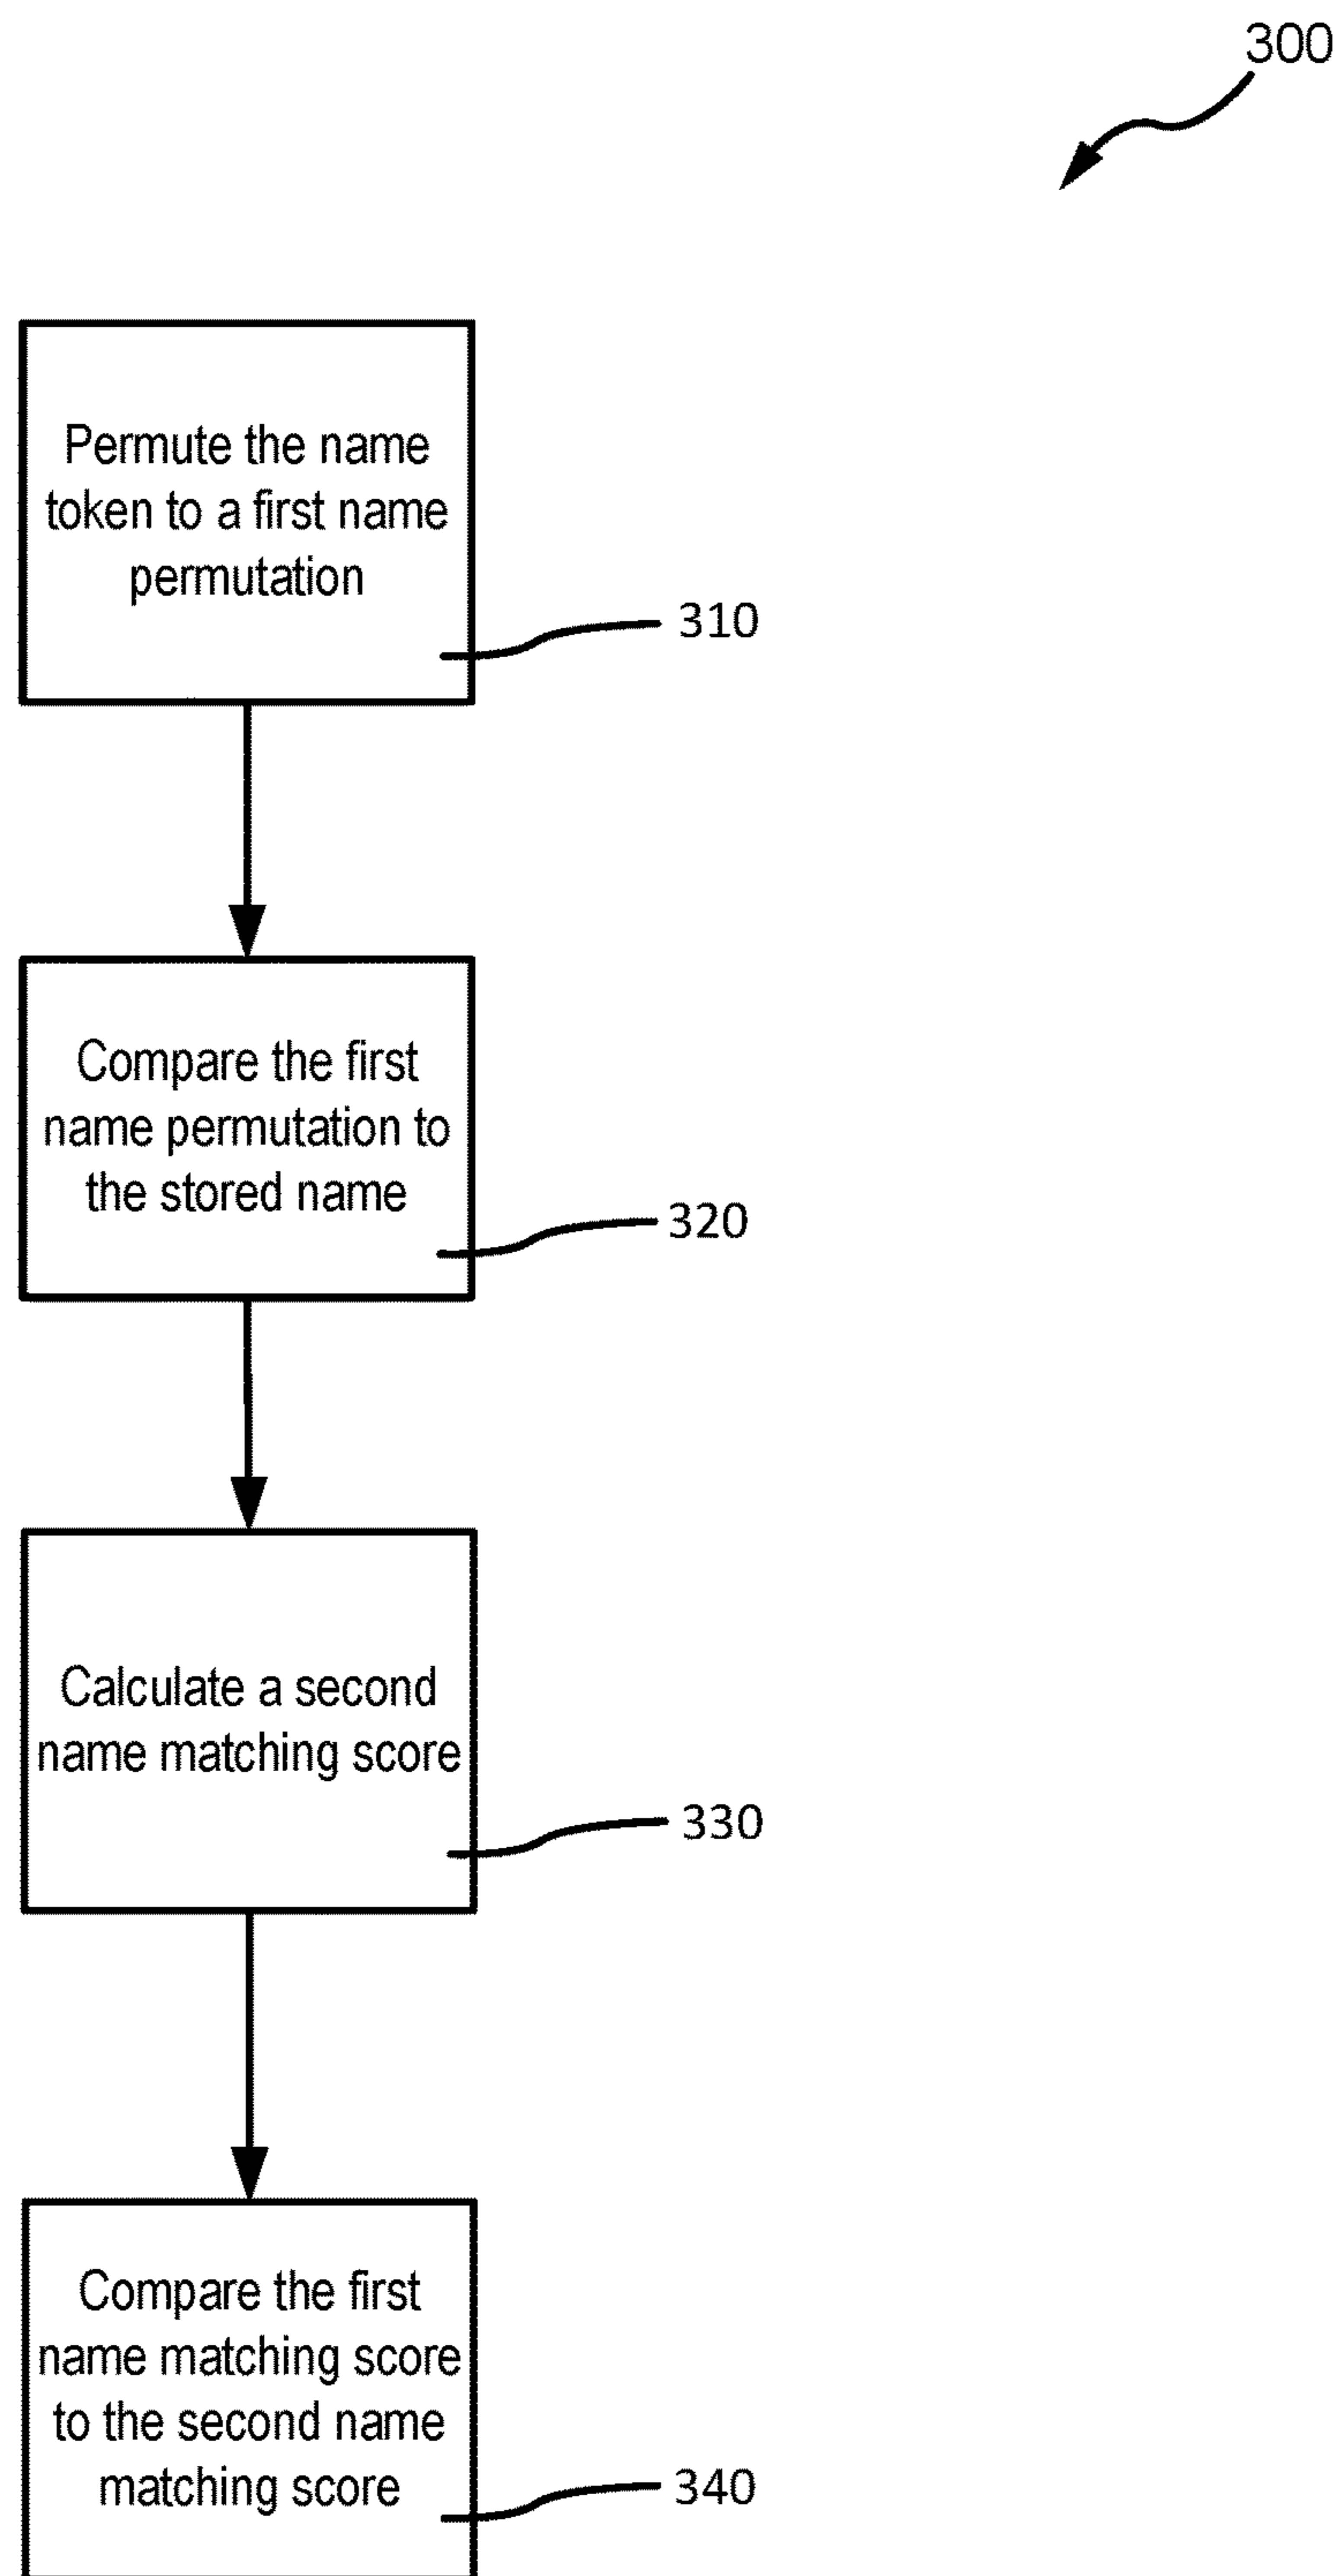 300
Permute the name
token to a first name
permutation
310
Compare the first
name permutation to
the stored name
320
Calculate a second
name matching score
330
Compare the first
name matching score
to the second name
matching score
340